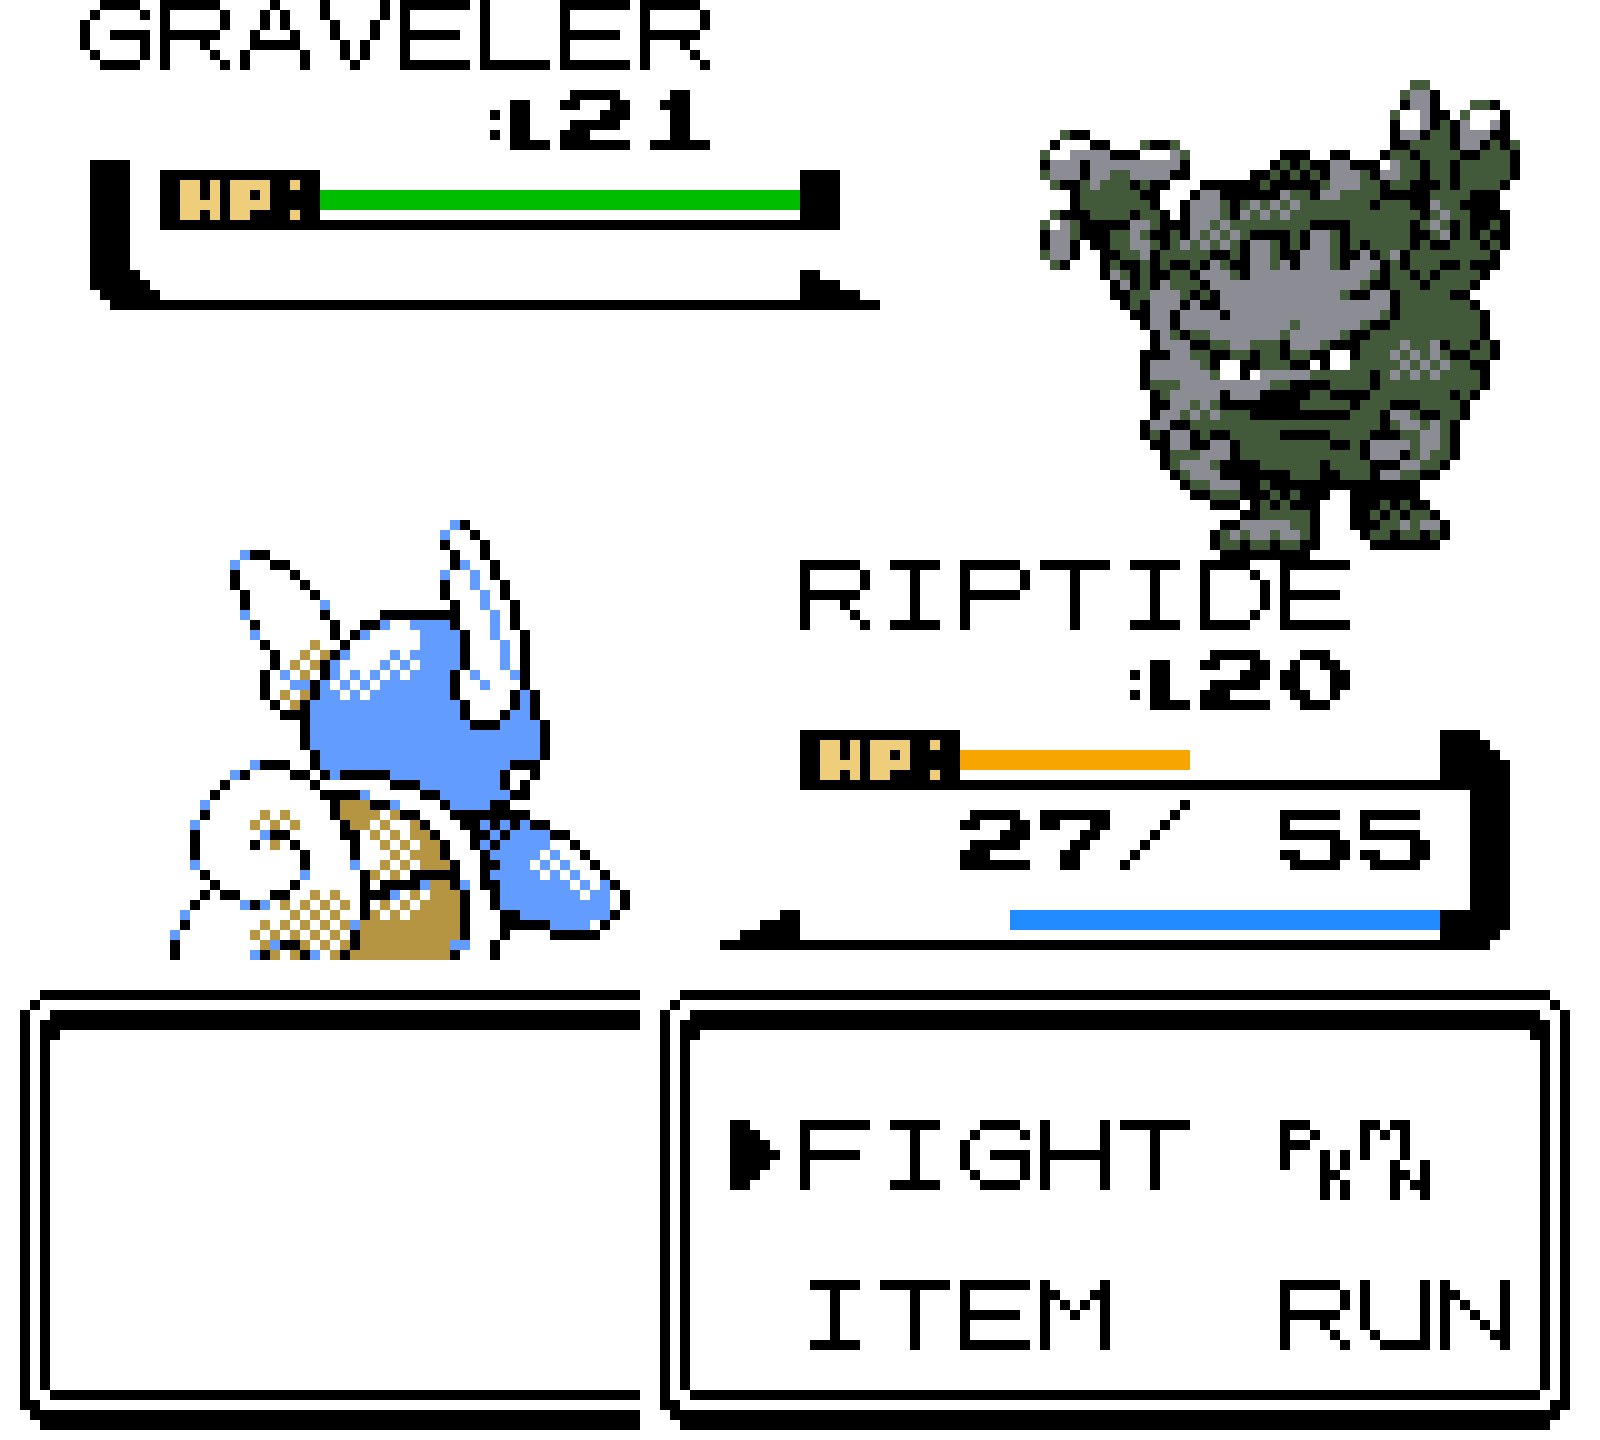 GRAVELER
:L21
HP:
RIPTIDE
:L20
HP:
27/ 55
▶FIGHT PKMN
ITEM RUN